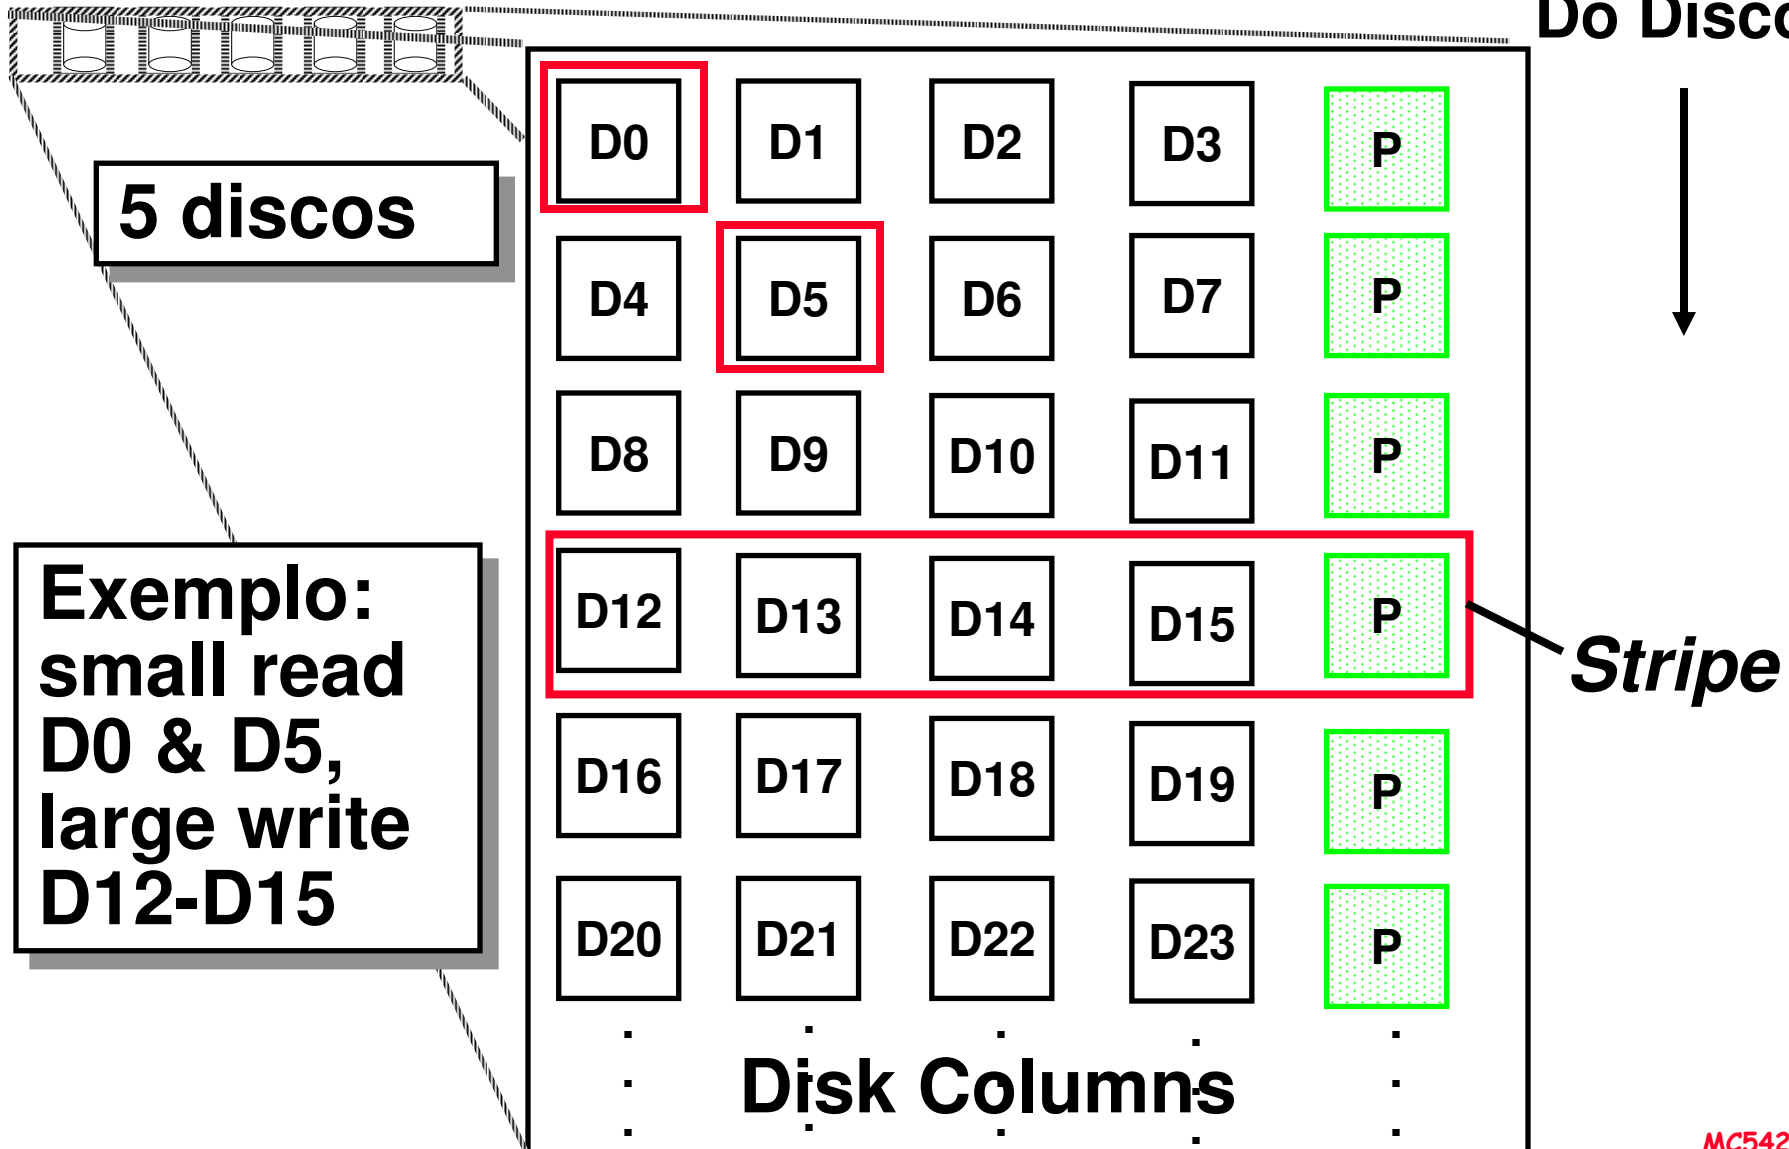 Do Disco
D0 D1 D2 D3 P
5 discos
D4 D5 D6 D7 P
D8 D9 D10 D11 P
Exemplo:
small read
D0 & D5,
large write
D12-D15
D12 D13 D14 D15 P
Stripe
D16 D17 D18 D19 P
D20 D21 D22 D23 P
Disk Columns
MC542